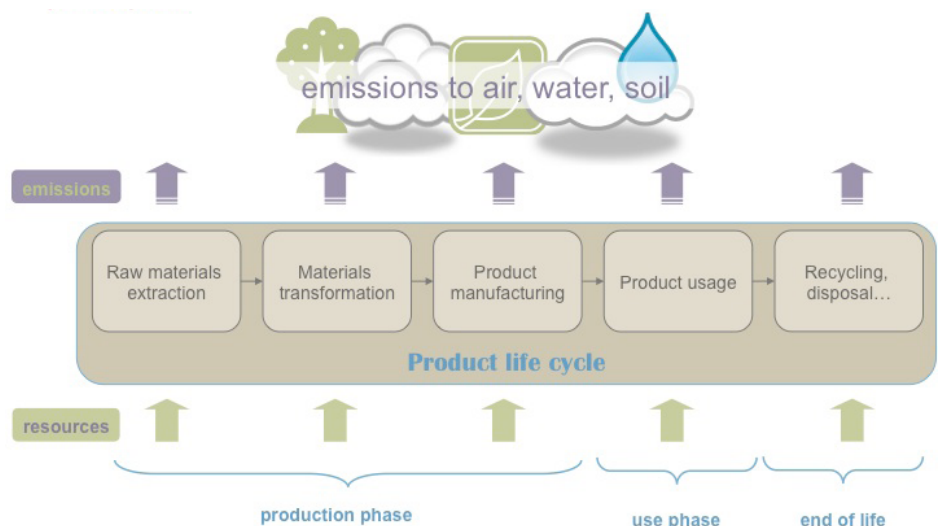 emissions to air, water, soil
emissions
Raw materials
extraction
Materials
transformation
Product
manufacturing
Product usage
Recycling,
disposal...
Product life cycle
resources
production phase
use phase
end of life